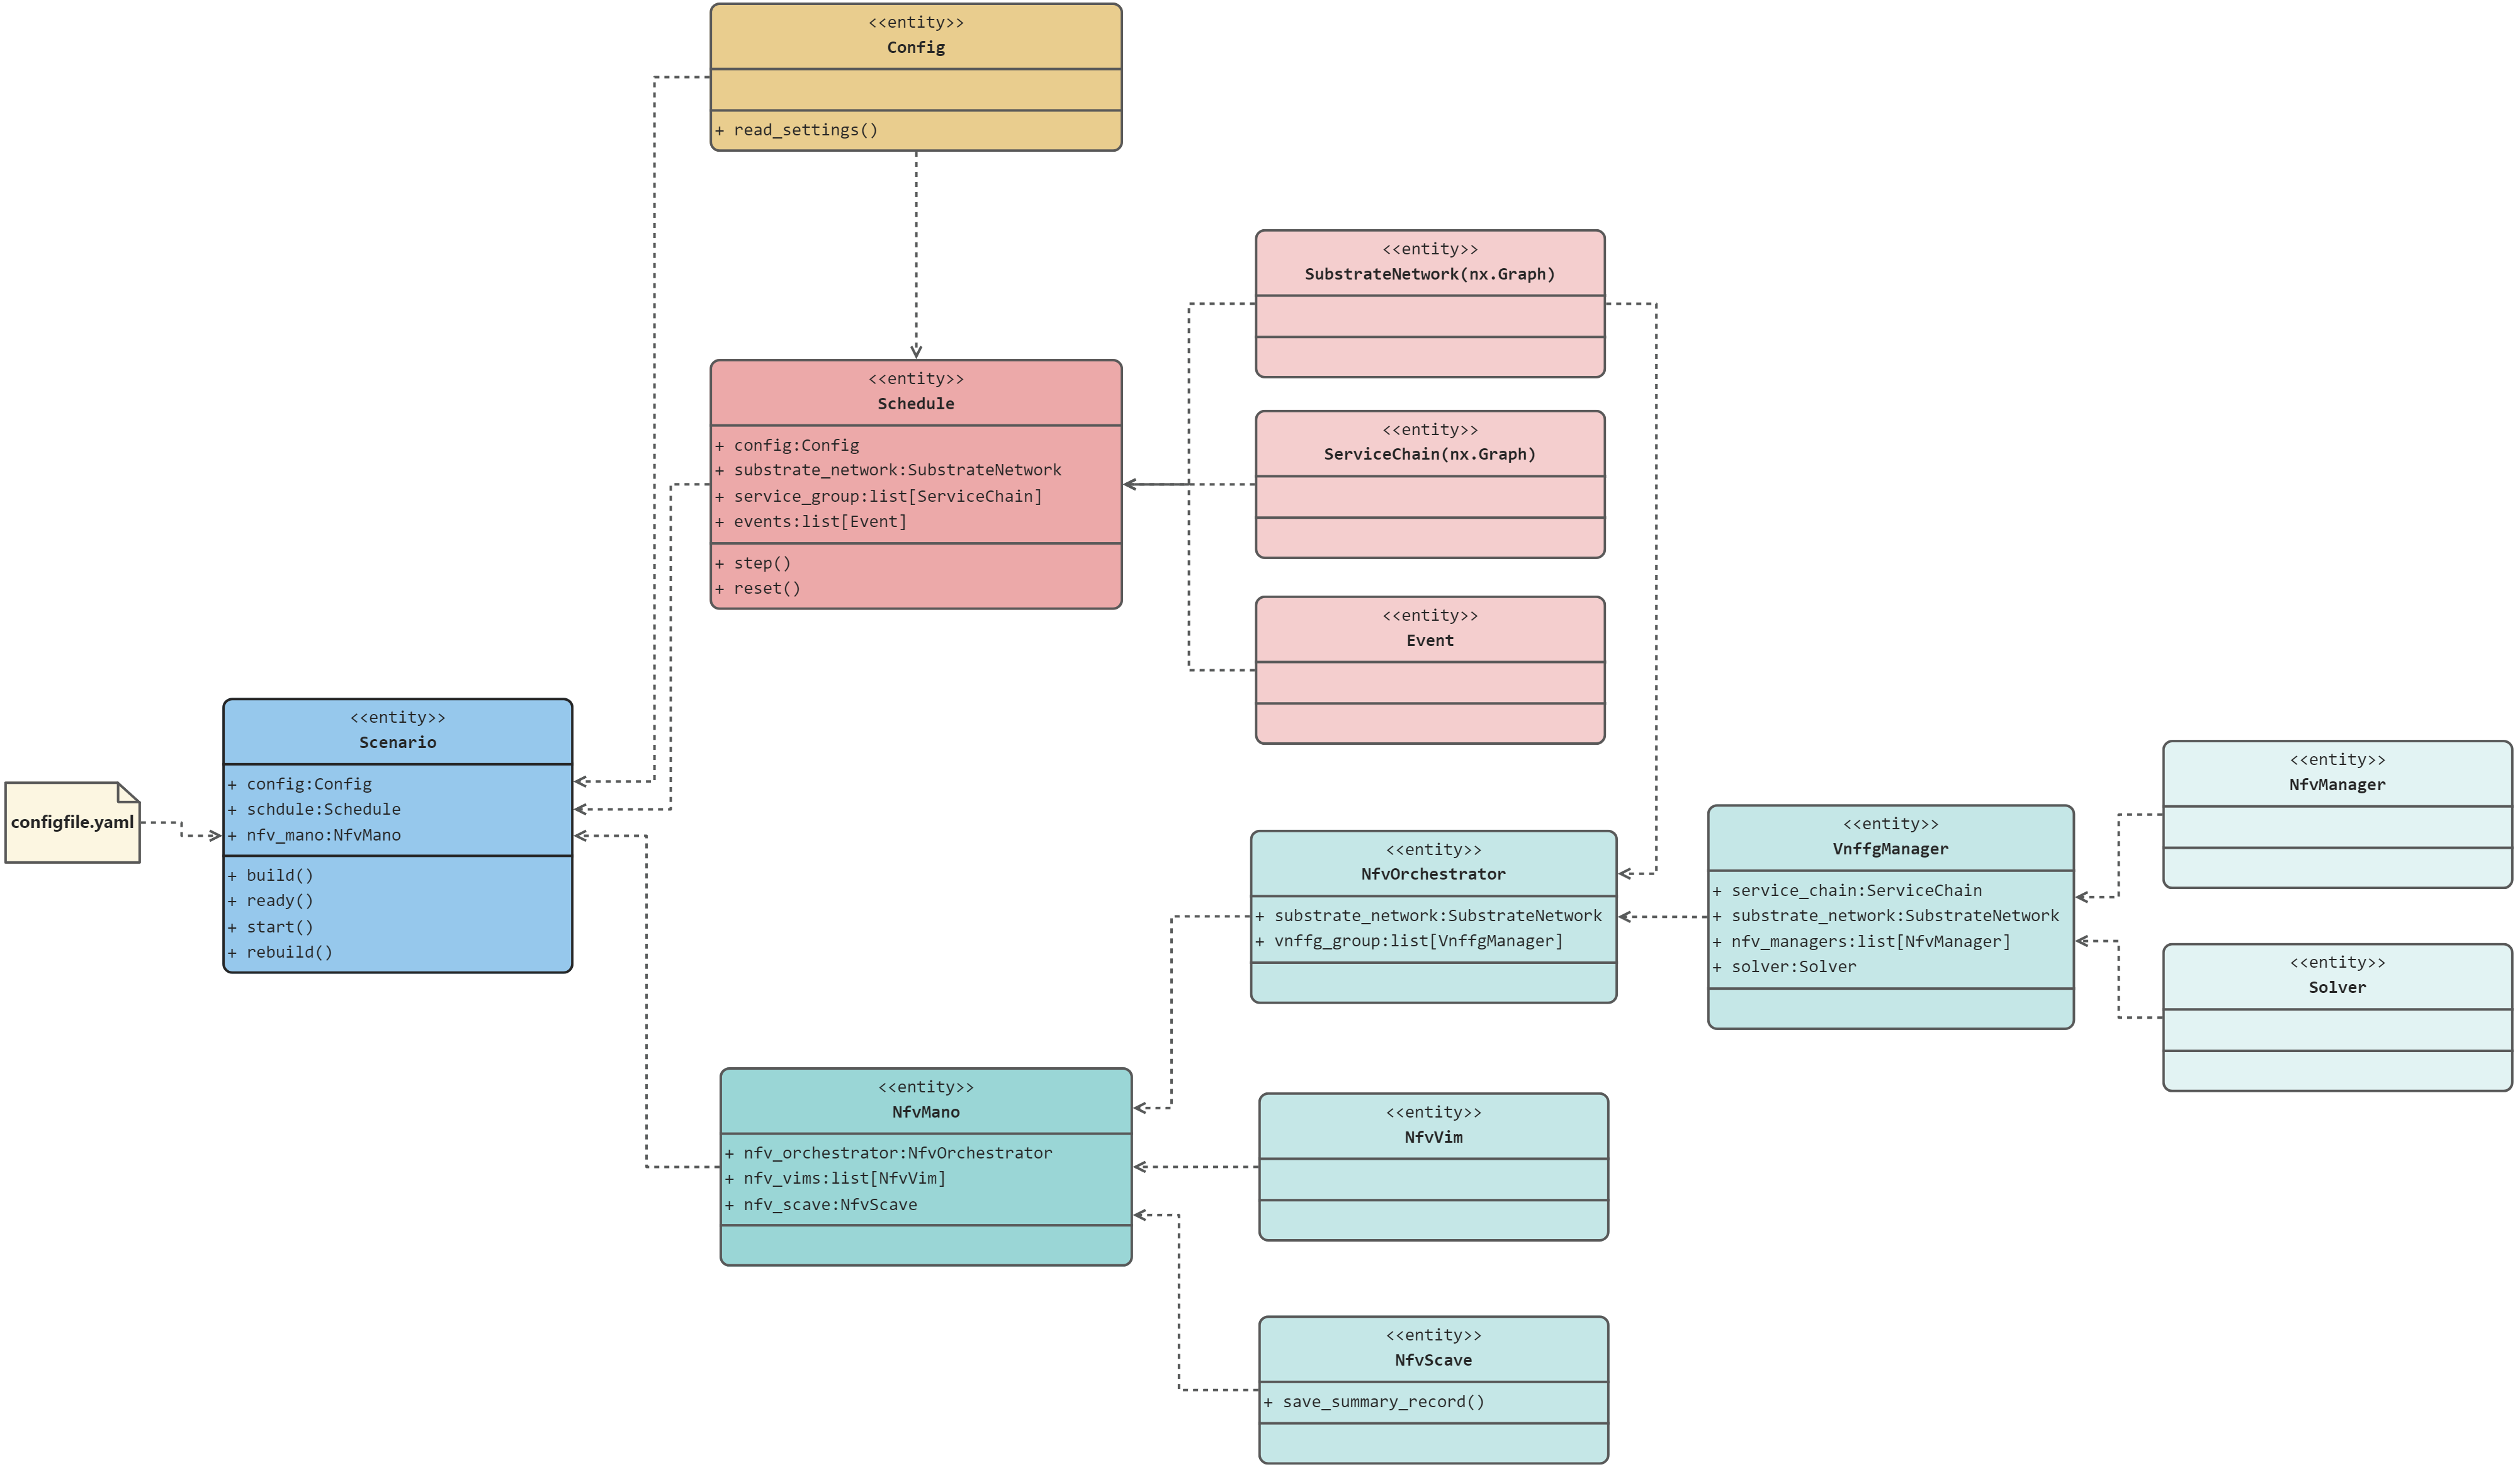 <<entity>>
Config
+ read_settings()
<<entity>>
SubstrateNetwork(nx.Graph)
<<entity>>
Schedule
+ config:Config
+ substrate_network:SubstrateNetwork
+ service_group:list[ServiceChain]
+ events:list[Event]
+ step()
+ reset()
<<entity>>
ServiceChain(nx.Graph)
<<entity>>
Event
configfile.yaml
<<entity>>
Scenario
+ config:Config
+ schdule:Schedule
+ nfv_mano:NfvMano
+ build()
+ ready()
+ start()
+ rebuild()
<<entity>>
NfvOrchestrator
+ substrate_network:SubstrateNetwork
+ vnffg_group:list[VnffgManager]
<<entity>>
VnffgManager
+ service_chain:ServiceChain
+ substrate_network:SubstrateNetwork
+ nfv_managers:list[NfvManager]
+ solver:Solver
<<entity>>
NfvManager
<<entity>>
Solver
<<entity>>
NfvMano
+ nfv_orchestrator:NfvOrchestrator
+ nfv_vims:list[NfvVim]
+ nfv_scave:NfvScave
<<entity>>
NfvVim
<<entity>>
NfvScave
+ save_summary_record()